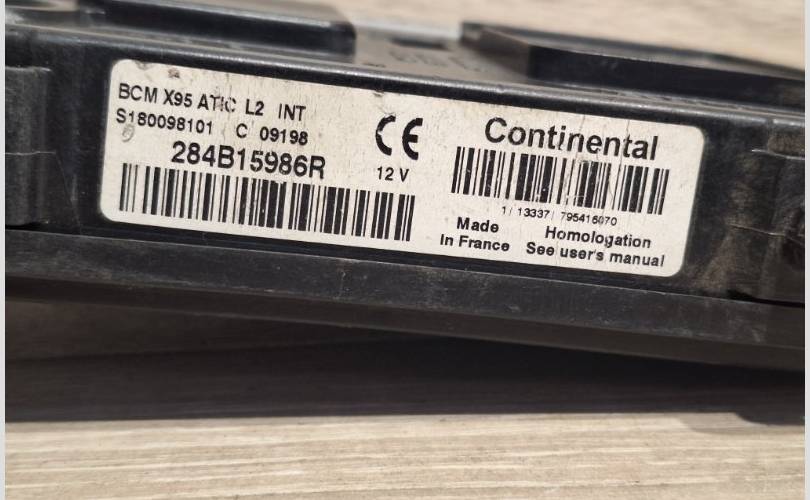 BCM X95 ATIC L2 INT
S180098101 C 09198
284B15986R
CE
12 V
Continental
1/ 13337/ 795416070
Made
In France
Homologation
See user's manual